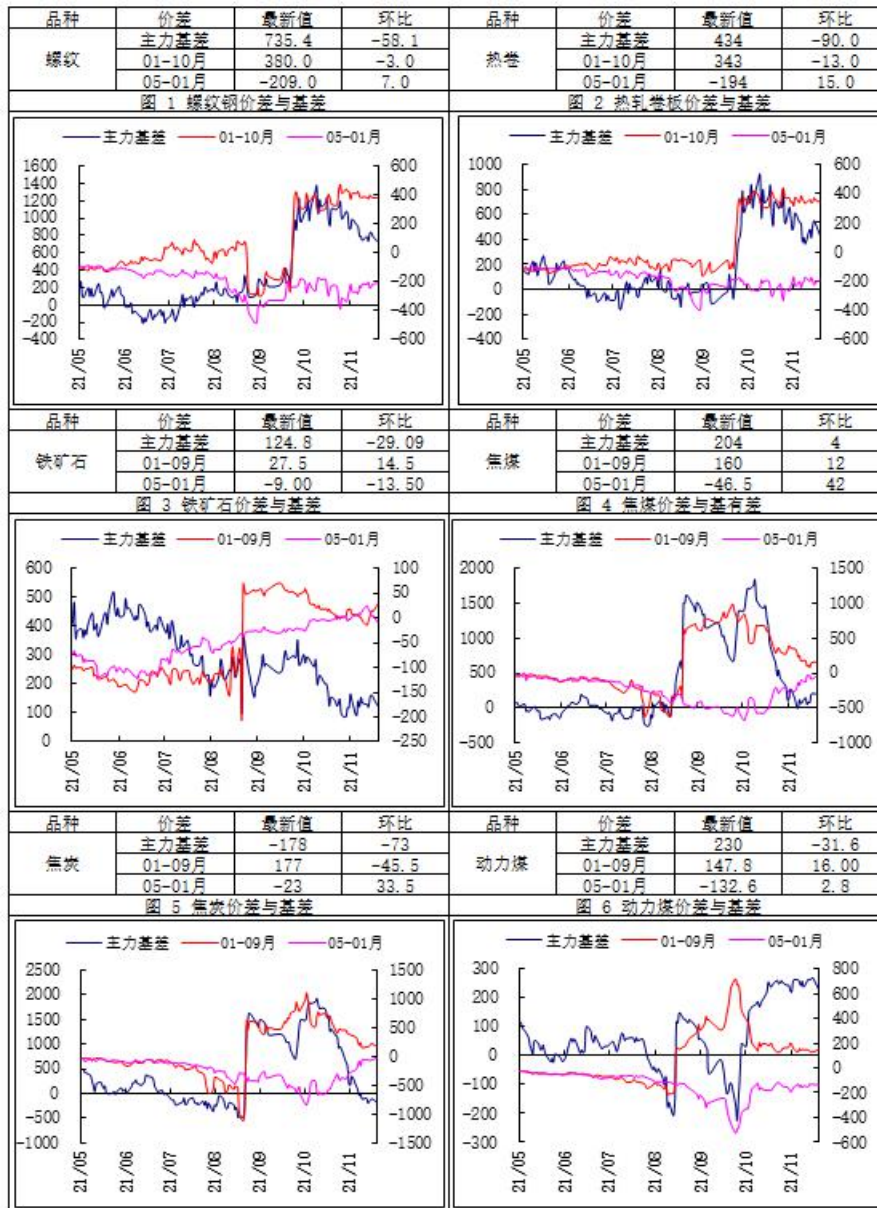 品种 价差 最新值 环比
螺纹 主力基差 735.4 -58.1
01-10月 380.0 -3.0
05-01月 -209.0 7.0
图 1 螺纹钢价差与基差
主力基差 01-10月 05-01月
1600 1400 1200 1000 800 600 400 200 0 -200 -400
600 400 200 0 -200 -400 -600
21/05 21/06 21/07 21/08 21/09 21/10 21/11
品种 价差 最新值 环比
热卷 主力基差 434 -90.0
01-10月 343 -13.0
05-01月 -194 15.0
图 2 热轧卷板价差与基差
主力基差 01-10月 05-01月
1000 800 600 400 200 0 -200 -400
600 400 200 0 -200 -400 -600
21/05 21/06 21/07 21/08 21/09 21/10 21/11
品种 价差 最新值 环比
铁矿石 主力基差 124.8 -29.09
01-09月 27.5 14.5
05-01月 -9.00 -13.50
图 3 铁矿石价差与基差
主力基差 01-09月 05-01月
600 500 400 300 200 100 0
100 50 0 -50 -100 -150 -200 -250
21/05 21/06 21/07 21/08 21/09 21/10 21/11
品种 价差 最新值 环比
焦煤 主力基差 204 4
01-09月 160 12
05-01月 -46.5 42
图 4 焦煤价差与基有差
主力基差 01-09月 05-01月
2000 1500 1000 500 0 -500
1500 1000 500 0 -500 -1000
21/05 21/06 21/07 21/08 21/09 21/10 21/11
品种 价差 最新值 环比
焦炭 主力基差 -178 -73
01-09月 177 -45.5
05-01月 -23 33.5
图 5 焦炭价差与基差
主力基差 01-09月 05-01月
2500 2000 1500 1000 500 0 -500 -1000
1500 1000 500 0 -500 -1000 -1500
21/05 21/06 21/07 21/08 21/09 21/10 21/11
品种 价差 最新值 环比
动力煤 主力基差 230 -31.6
01-09月 147.8 16.00
05-01月 -132.6 2.8
图 6 动力煤价差与基差
主力基差 01-09月 05-01月
300 200 100 0 -100 -200 -300
800 600 400 200 0 -200 -400 -600
21/05 21/06 21/07 21/08 21/09 21/10 21/11